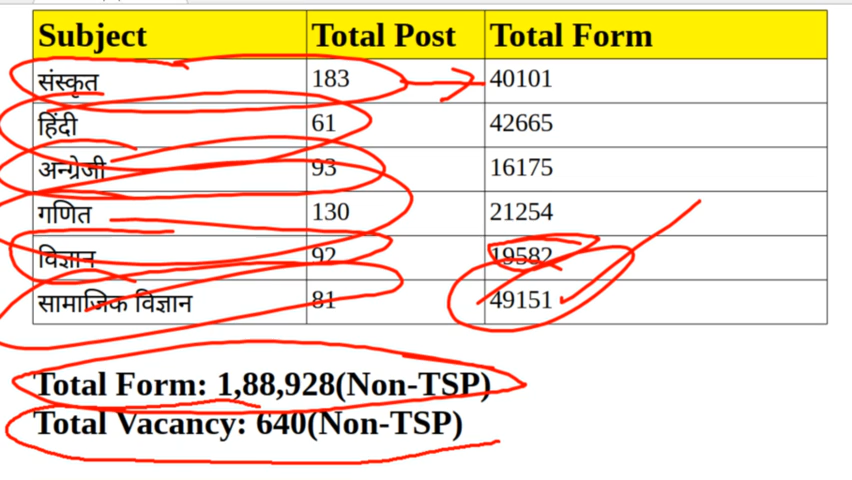 Subject Total Post Total Form
संस्कृत 183 40101
हिंदी 61 42665
अन्ग्रेजी 93 16175
गणित 130 21254
विज्ञान 92 19582
सामाजिक विज्ञान 81 49151
Total Form: 1,88,928(Non-TSP)
Total Vacancy: 640(Non-TSP)